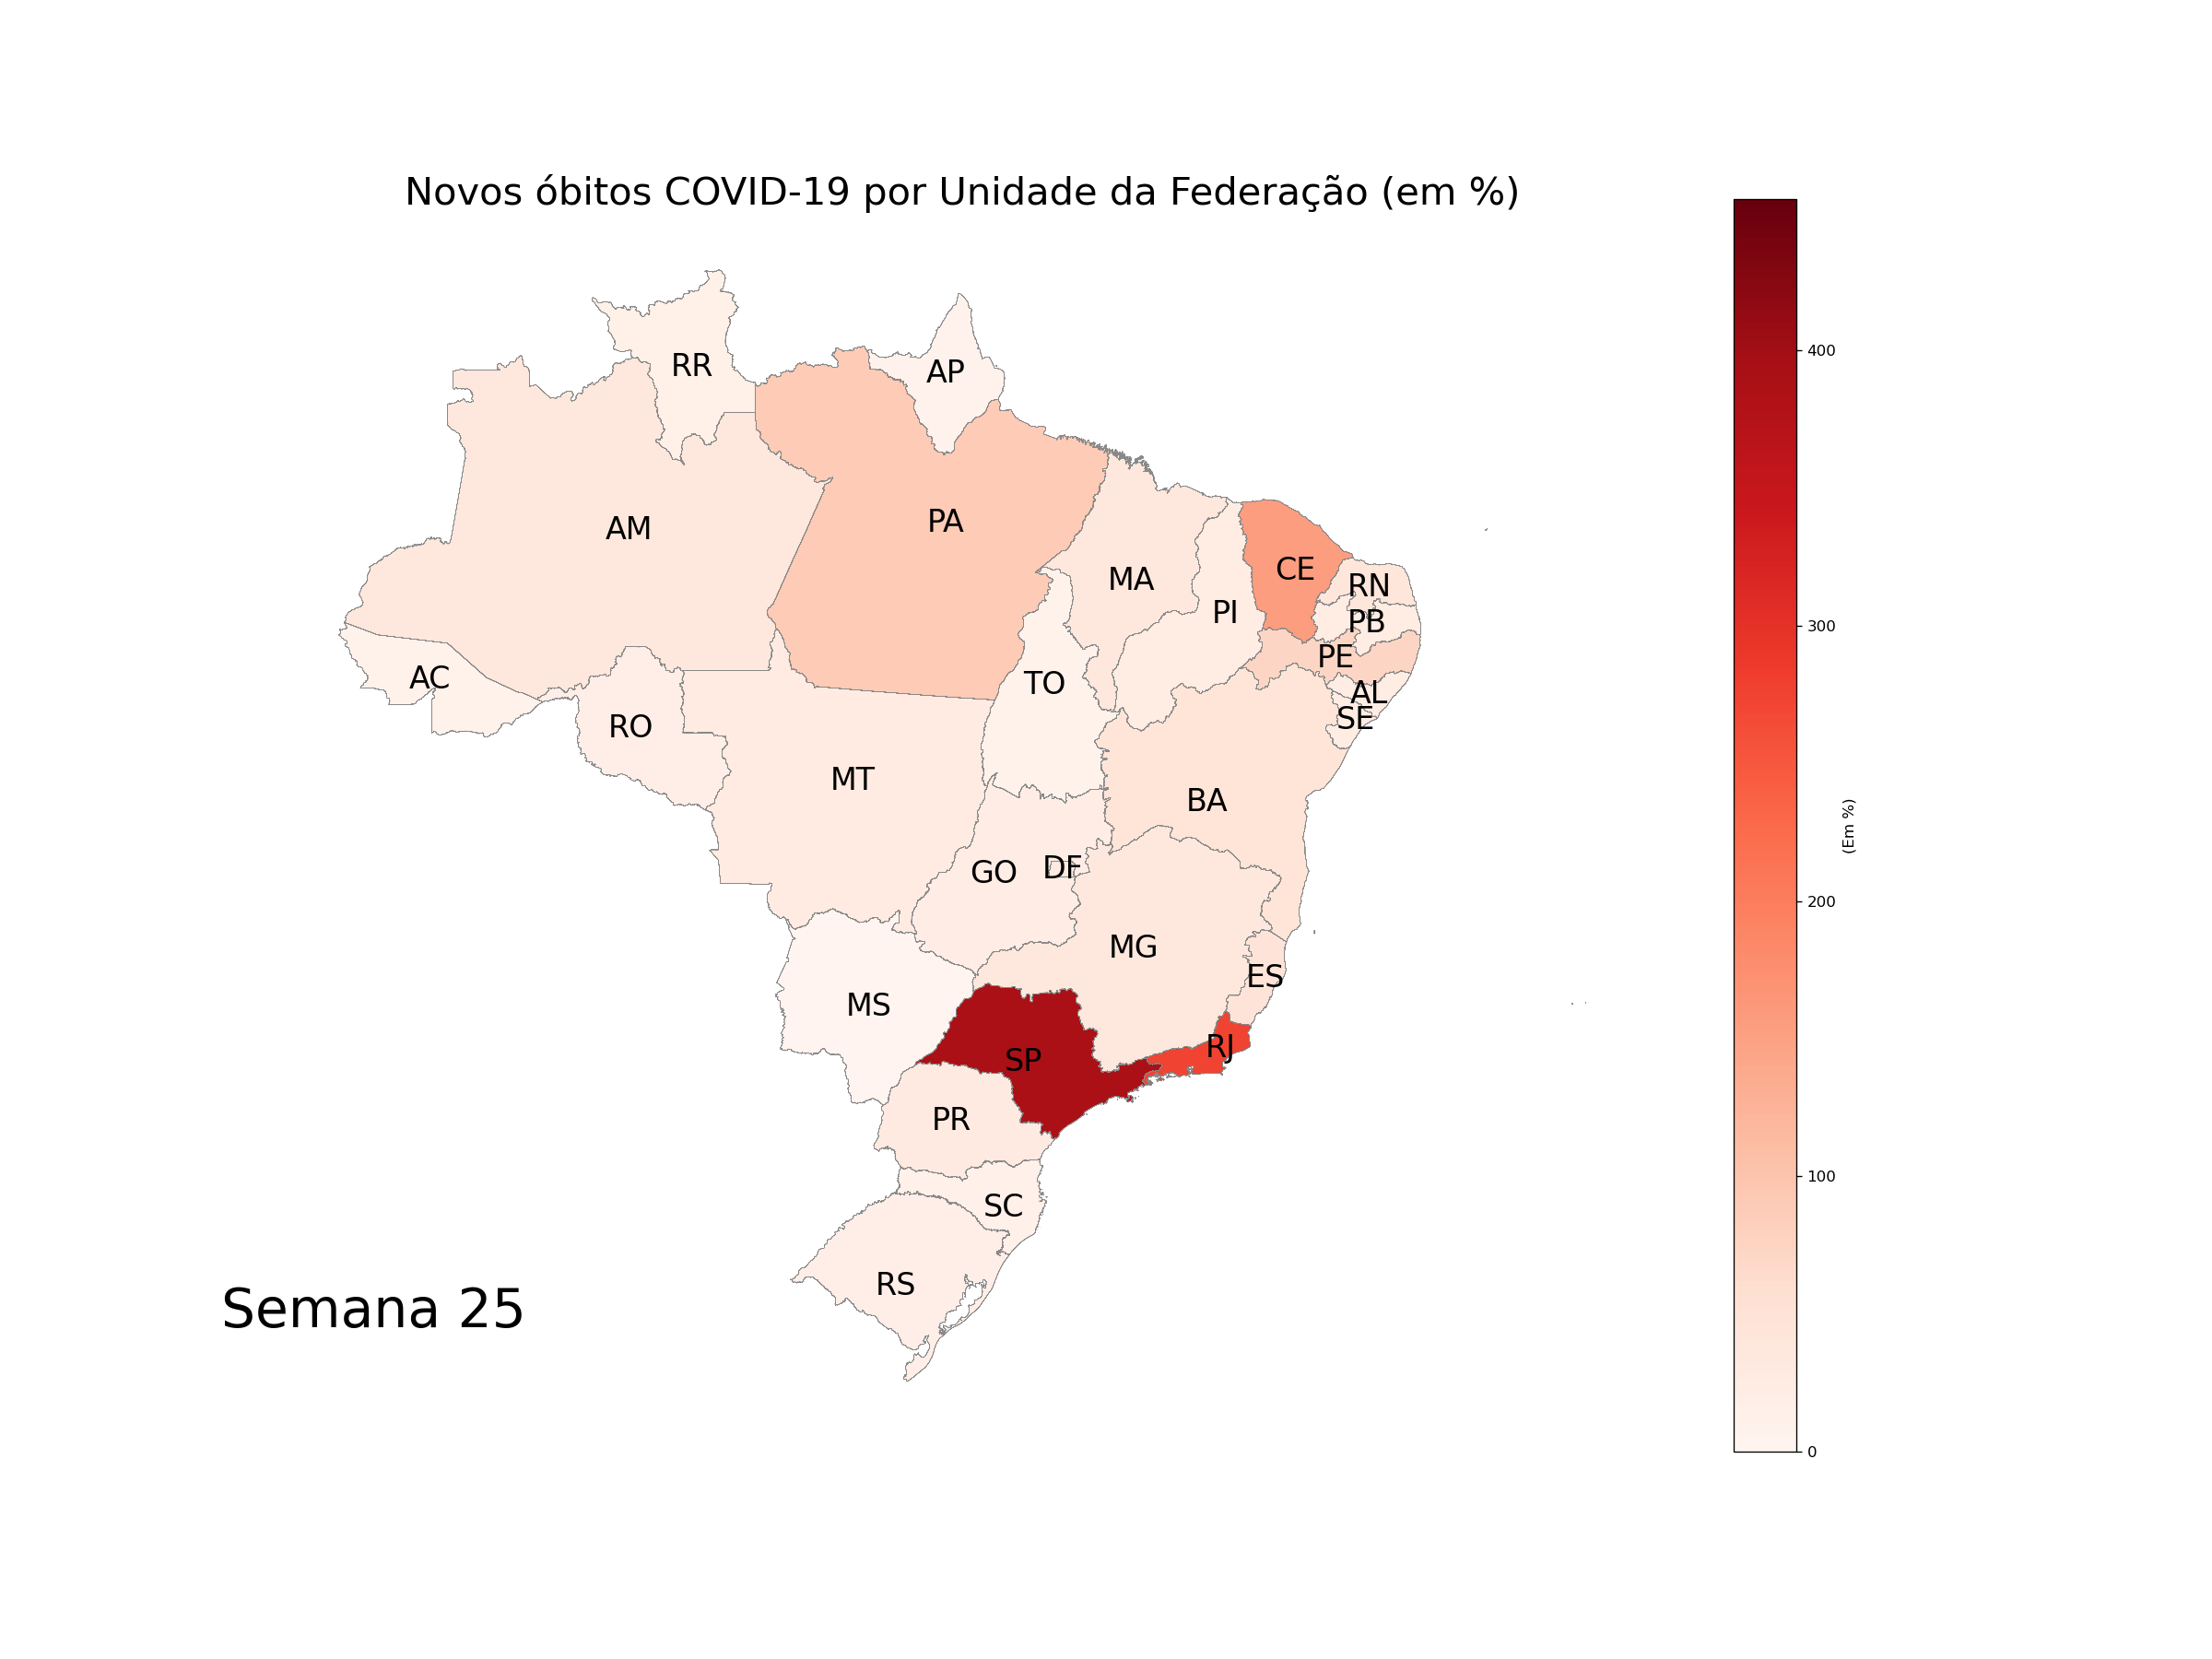 Novos óbitos COVID-19 por Unidade da Federação (em %)
RR
AP
AM
PA
MA
CE
RN
PI
PB
PE
AC
TO
AL
SE
RO
MT
BA
GO
DF
MG
ES
MS
RJ
SP
PR
SC
RS
Semana 25
400
300
200
100
0
(Em %)